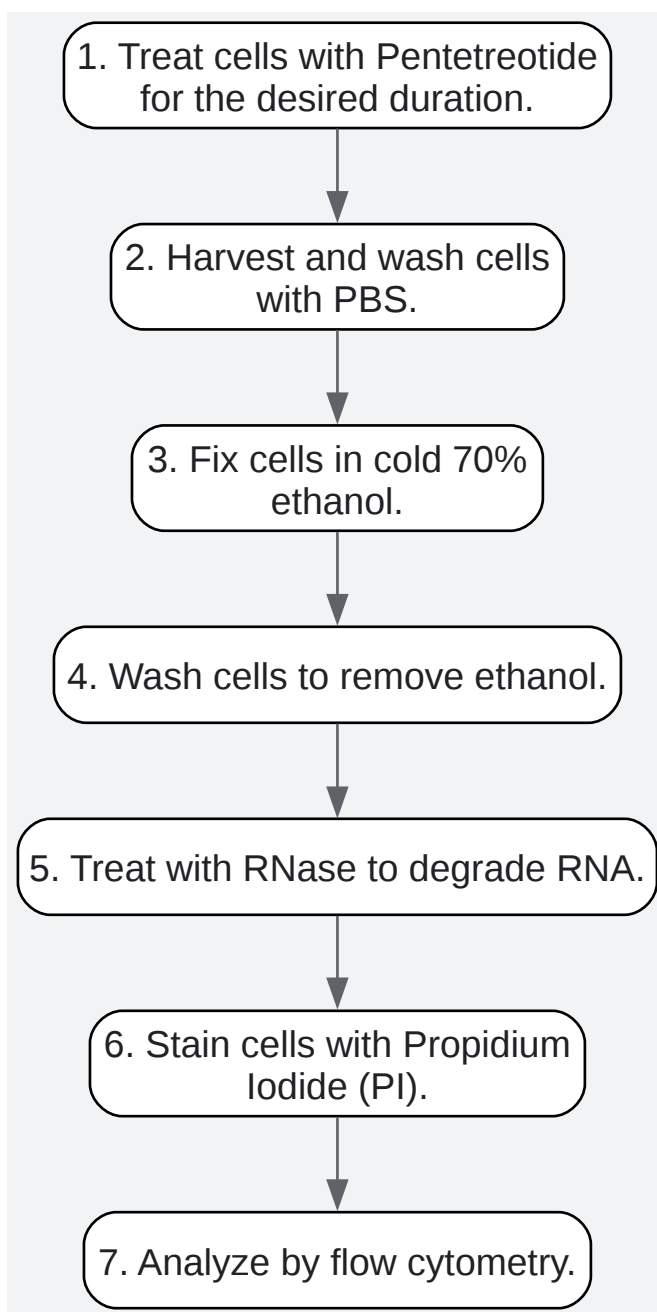 1. Treat cells with Pentetreotide
for the desired duration.
2. Harvest and wash cells
with PBS.
3. Fix cells in cold 70%
ethanol.
4. Wash cells to remove ethanol.
5. Treat with RNase to degrade RNA.
6. Stain cells with Propidium
Iodide (PI).
7. Analyze by flow cytometry.